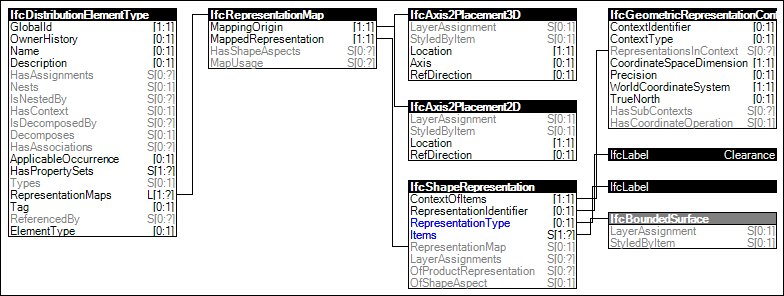 IfcDistributionElementType
GlobalId [1:1]
OwnerHistory [0:1]
Name [0:1]
Description [0:1]
HasAssignments S[0:?]
Nests S[0:1]
IsNestedBy S[0:?]
HasContext S[0:1]
IsDecomposedBy S[0:?]
Decomposes S[0:1]
HasAssociations S[0:?]
ApplicableOccurrence [0:1]
HasPropertySets S[1:?]
Types S[0:1]
RepresentationMaps L[1:?]
Tag [0:1]
ReferencedBy S[0:?]
ElementType [0:1]
IfcRepresentationMap
MappingOrigin [1:1]
MappedRepresentation [1:1]
HasShapeAspects S[0:?]
MapUsage S[0:?]
IfcAxis2Placement3D
LayerAssignment S[0:?]
StyledByItem S[0:1]
Location [1:1]
Axis [0:1]
RefDirection [0:1]
IfcAxis2Placement2D
LayerAssignment S[0:?]
StyledByItem S[0:1]
Location [1:1]
RefDirection [0:1]
IfcShapeRepresentation
ContextOfItems [1:1]
RepresentationIdentifier [0:1]
RepresentationType [0:1]
Items S[1:?]
RepresentationMap S[0:1]
LayerAssignments S[0:?]
OfProductRepresentation S[0:1]
OfShapeAspect S[0:1]
IfcGeometricRepresentationCon
ContextIdentifier [0:1]
ContextType [0:1]
RepresentationsInContext S[0:?]
CoordinateSpaceDimension [1:1]
Precision [0:1]
WorldCoordinateSystem [1:1]
TrueNorth [0:1]
HasSubContexts S[0:?]
HasCoordinateOperation S[0:1]
IfcLabel Clearance
IfcLabel
IfcBoundedSurface
LayerAssignment S[0:?]
StyledByItem S[0:1]